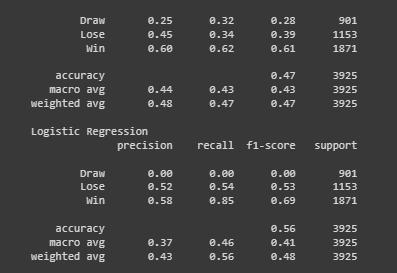 Draw 0.25 0.32 0.28 901
Lose 0.45 0.34 0.39 1153
Win 0.60 0.62 0.61 1871
accuracy 0.47 3925
macro avg 0.44 0.43 0.43 3925
weighted avg 0.48 0.47 0.47 3925
Logistic Regression
precision recall f1-score support
Draw 0.00 0.00 0.00 901
Lose 0.52 0.54 0.53 1153
Win 0.58 0.85 0.69 1871
accuracy 0.56 3925
macro avg 0.37 0.46 0.41 3925
weighted avg 0.43 0.56 0.48 3925